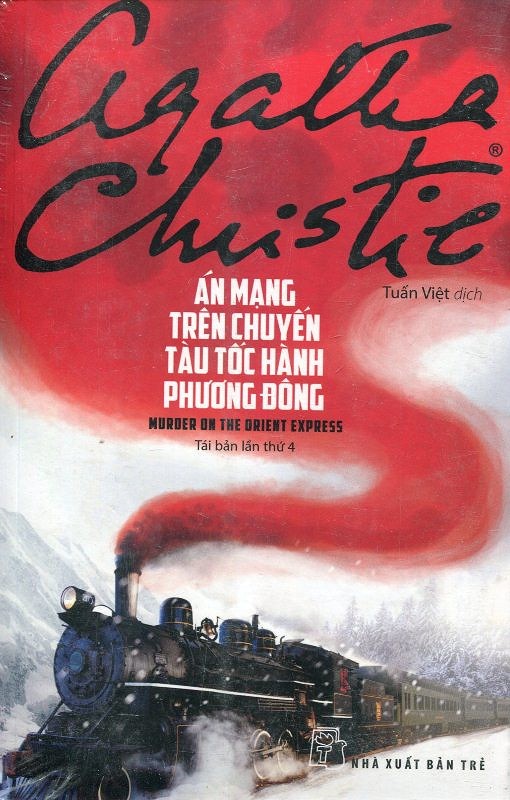 Agatha
Christie®
Tuấn Việt dịch
ÁN MẠNG
TRÊN CHUYẾN
TÀU TỐC HÀNH
PHƯƠNG ĐÔNG
MURDER ON THE ORIENT EXPRESS
Tái bản lần thứ 4
NHÀ XUẤT BẢN TRẺ